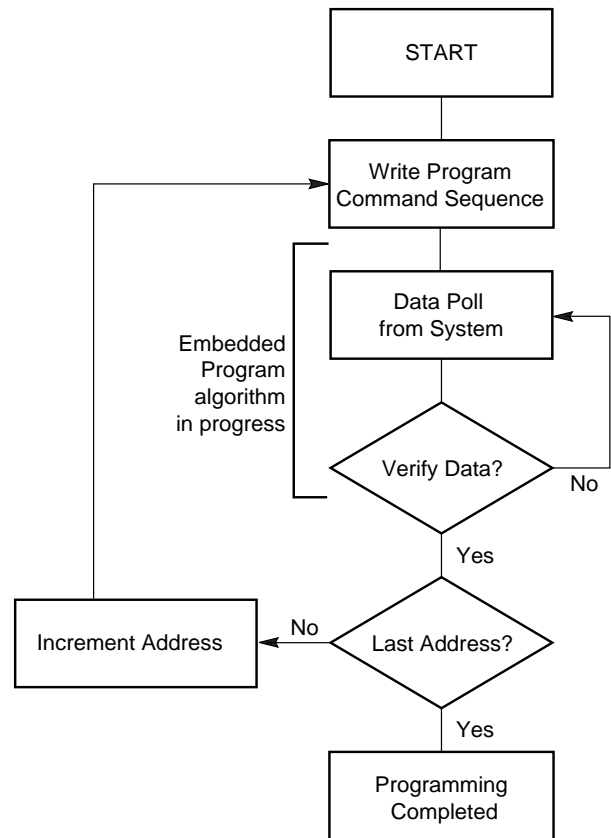 START
Write Program
Command Sequence
Data Poll
from System
Embedded
Program
algorithm
in progress
Verify Data?
No
Yes
Increment Address
No
Last Address?
Yes
Programming
Completed